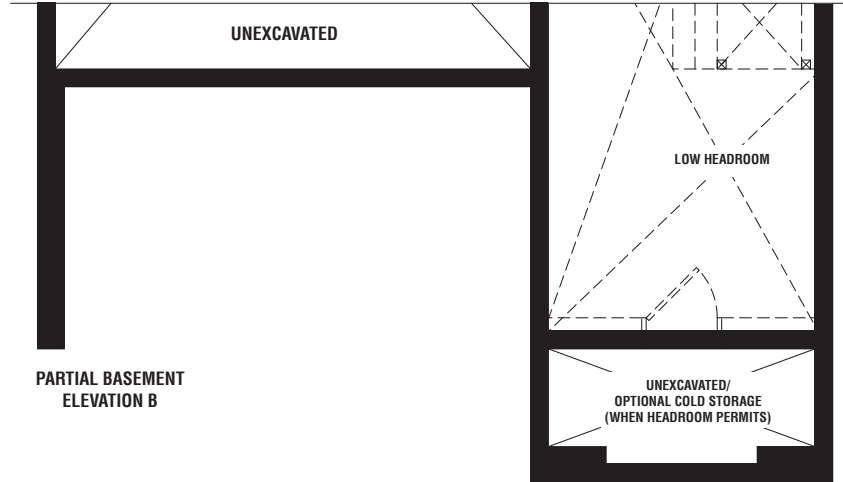 UNEXCAVATED
LOW HEADROOM
PARTIAL BASEMENT
ELEVATION B
UNEXCAVATED/
OPTIONAL COLD STORAGE
(WHEN HEADROOM PERMITS)